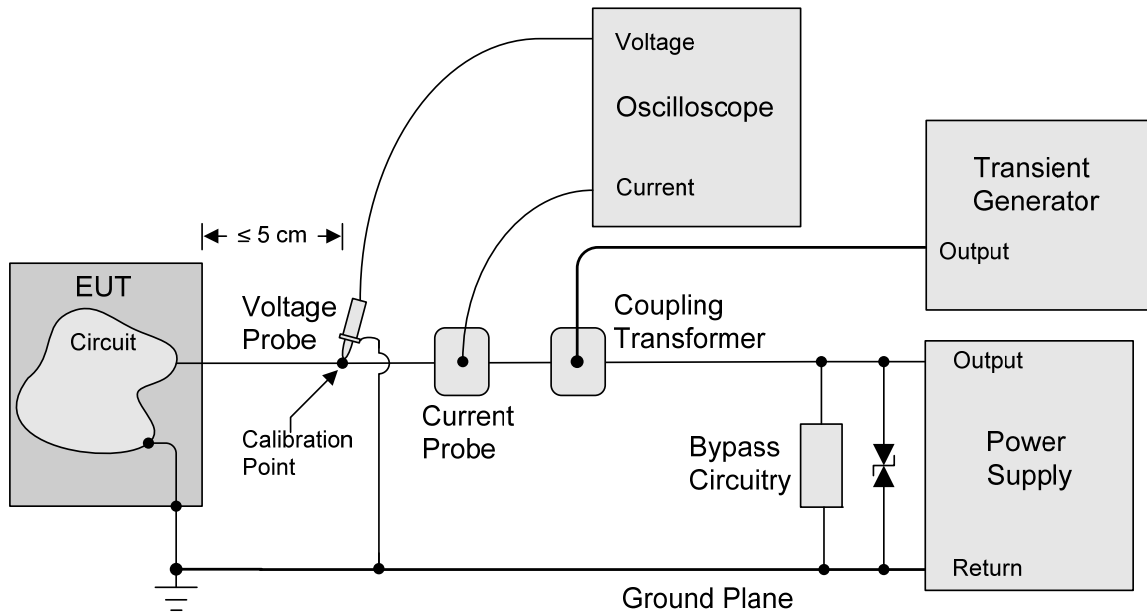 Voltage
Oscilloscope
Current
Transient
Generator
Output
≤ 5 cm
EUT
Circuit
Voltage
Probe
Coupling
Transformer
Calibration
Point
Current
Probe
Bypass
Circuitry
Output
Power
Supply
Return
Ground Plane